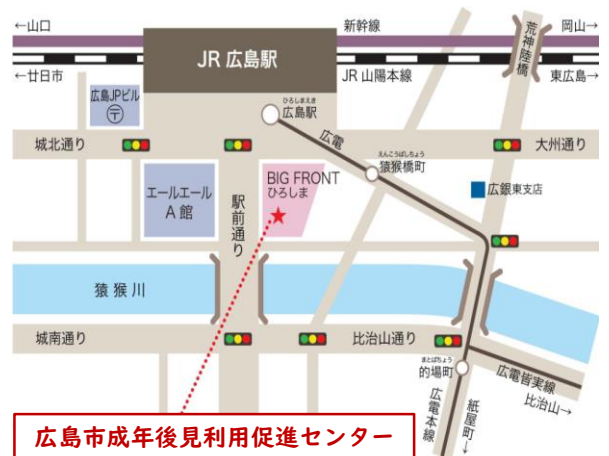 ←山口
新幹線
岡山→
荒神陸橋
JR 広島駅
←廿日市
JR 山陽本線
東広島→
広島JPビル
〒
ひろしまえき
広島駅
広電
城北通り
大州通り
えんこうばしちょう
猿猴橋町
エールエール
A 館
駅前通り
BIG FRONT
ひろしま
広銀東支店
猿猴川
城南通り
比治山通り
まとばちょう
的場町
広電皆実線
比治山→
広電本線
紙屋町→
広島市成年後見利用促進センター